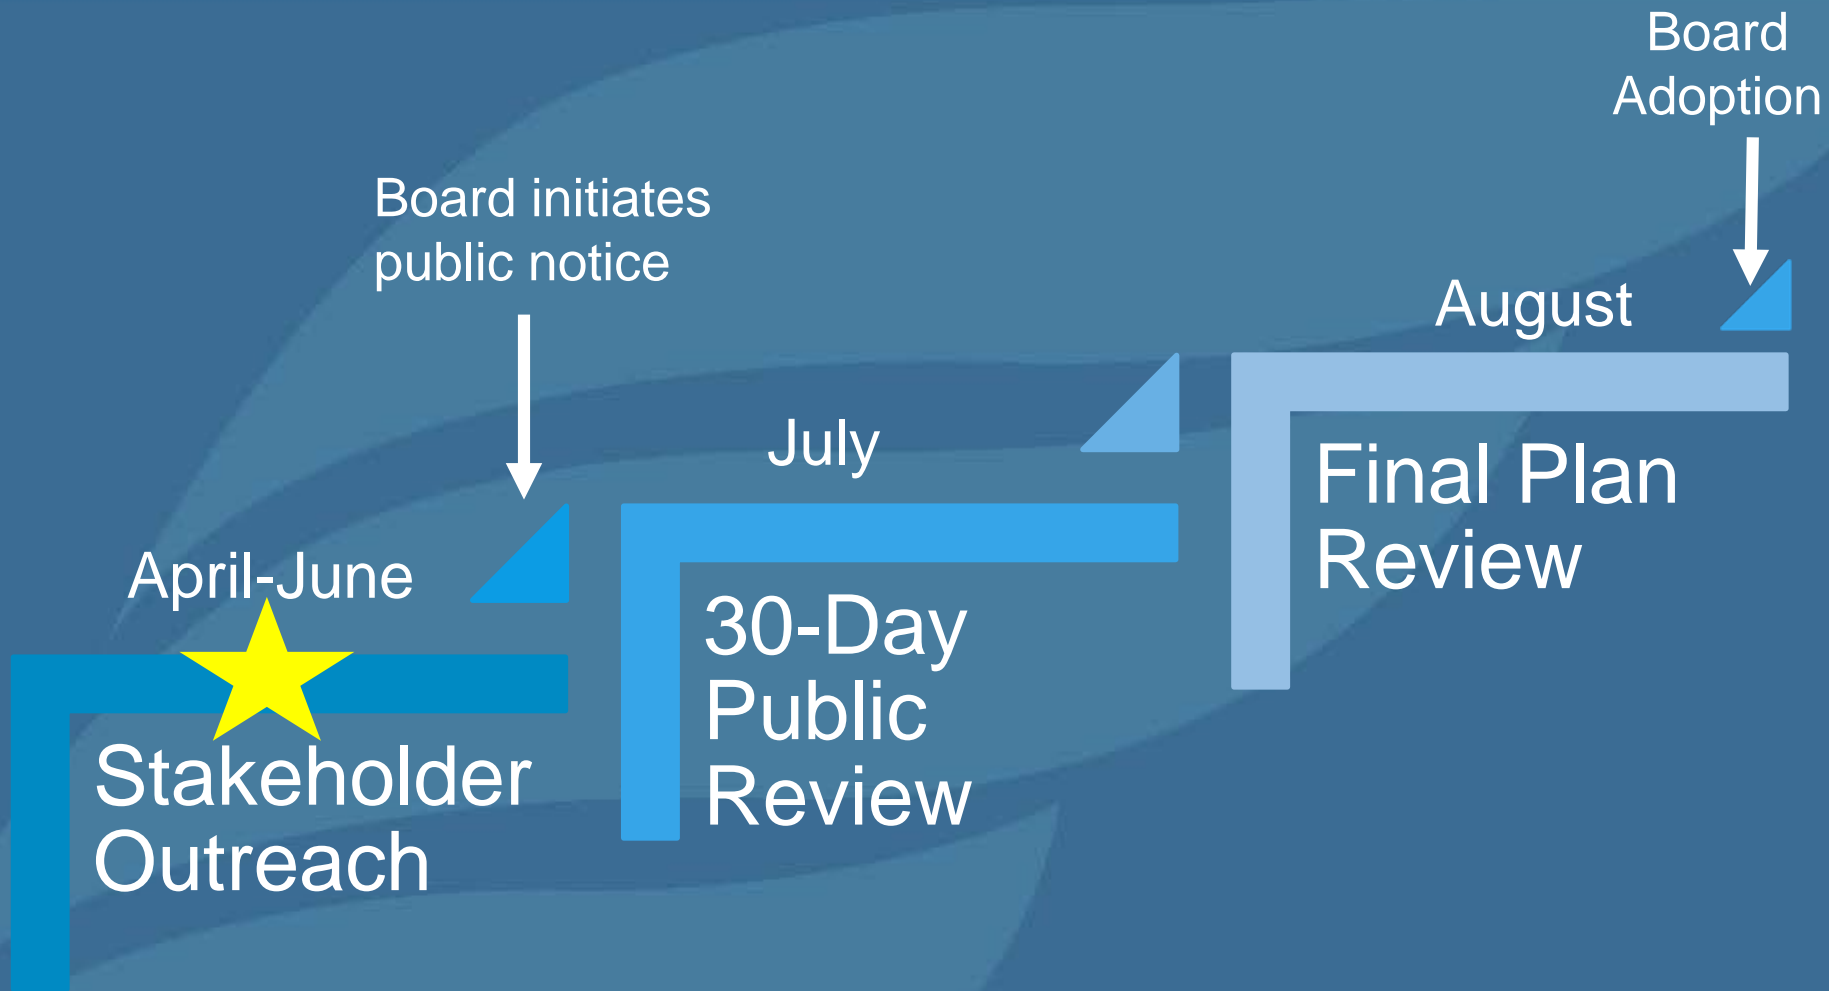 Board
Adoption
Board initiates
public notice
August
July
Final Plan
Review
April-June
30-Day
Public
Review
Stakeholder
Outreach